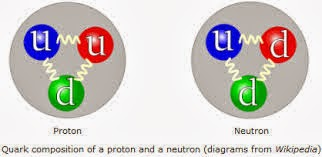 u u
d
Proton
u d
d
Neutron
Quark composition of a proton and a neutron (diagrams from Wikipedia)